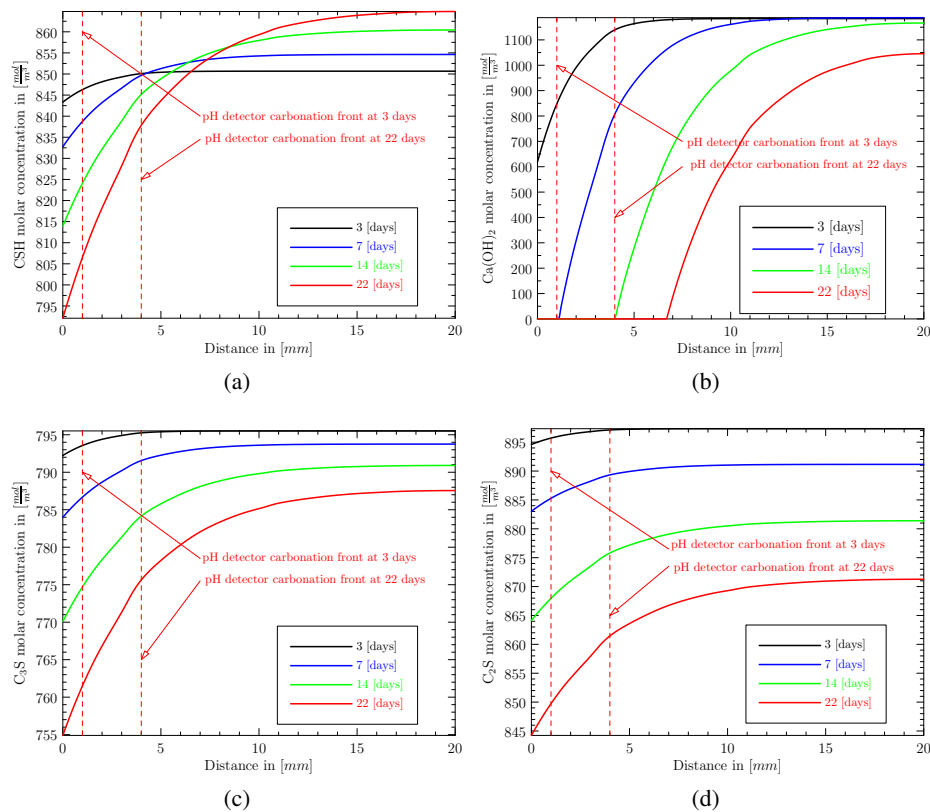 CSH molar concentration in [mol/m³]
860
855
850
845
840
835
830
825
820
815
810
805
800
795
0 5 10 15 20
Distance in [mm]
pH detector carbonation front at 3 days
pH detector carbonation front at 22 days
3 [days]
7 [days]
14 [days]
22 [days]
(a)
Ca(OH)₂ molar concentration in [mol/m³]
1100
1000
900
800
700
600
500
400
300
200
100
0
0 5 10 15 20
Distance in [mm]
pH detector carbonation front at 3 days
pH detector carbonation front at 22 days
3 [days]
7 [days]
14 [days]
22 [days]
(b)
C₃S molar concentration in [mol/m³]
795
790
785
780
775
770
765
760
755
0 5 10 15 20
Distance in [mm]
pH detector carbonation front at 3 days
pH detector carbonation front at 22 days
3 [days]
7 [days]
14 [days]
22 [days]
(c)
C₂S molar concentration in [mol/m³]
895
890
885
880
875
870
865
860
855
850
845
0 5 10 15 20
Distance in [mm]
pH detector carbonation front at 3 days
pH detector carbonation front at 22 days
3 [days]
7 [days]
14 [days]
22 [days]
(d)